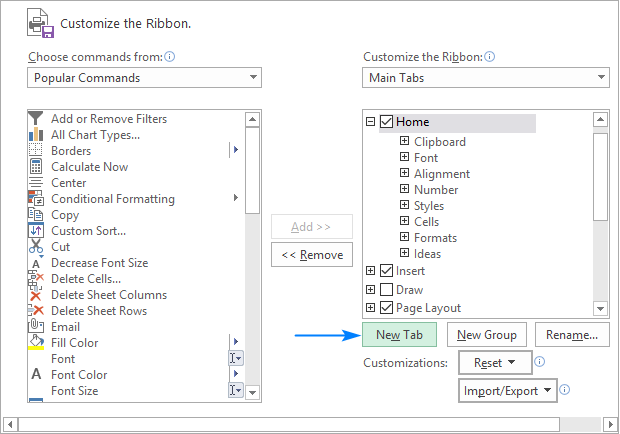 Customize the Ribbon.
Choose commands from:
Popular Commands
Add or Remove Filters
All Chart Types...
Borders
Calculate Now
Center
Conditional Formatting
Copy
Custom Sort...
Cut
Decrease Font Size
Delete Cells...
Delete Sheet Columns
Delete Sheet Rows
Email
Fill Color
Font
Font Color
Font Size
Add >>
<< Remove
Customize the Ribbon:
Main Tabs
Home
Clipboard
Font
Alignment
Number
Styles
Cells
Formats
Ideas
Insert
Draw
Page Layout
New Tab
New Group
Rename...
Customizations:
Reset
Import/Export